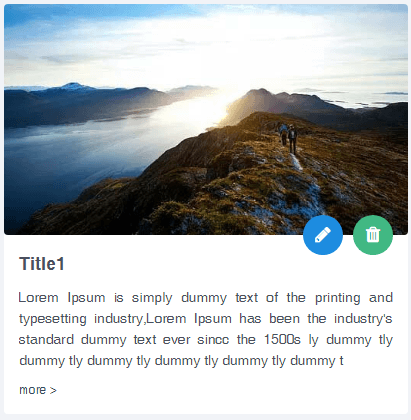 Title1
Lorem Ipsum is simply dummy text of the printing and
typesetting industry,Lorem Ipsum has been the industry's
standard dummy text ever sincc the 1500s ly dummy tly
dummy tly dummy tly dummy tly dummy tly dummy t
more >